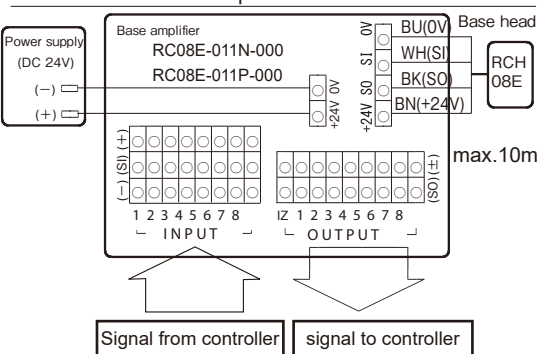 Power supply
(DC 24V)
(−)
(+)
Base amplifier
RC08E-011N-000
RC08E-011P-000
+24V 0V
+24V SO SI 0V
BU(0V)
WH(SI)
BK(SO)
BN(+24V)
Base head
RCH
08E
max.10m
(−) (SI) (+)
1 2 3 4 5 6 7 8
INPUT
(SO) (±)
IZ 1 2 3 4 5 6 7 8
OUTPUT
Signal from controller
signal to controller